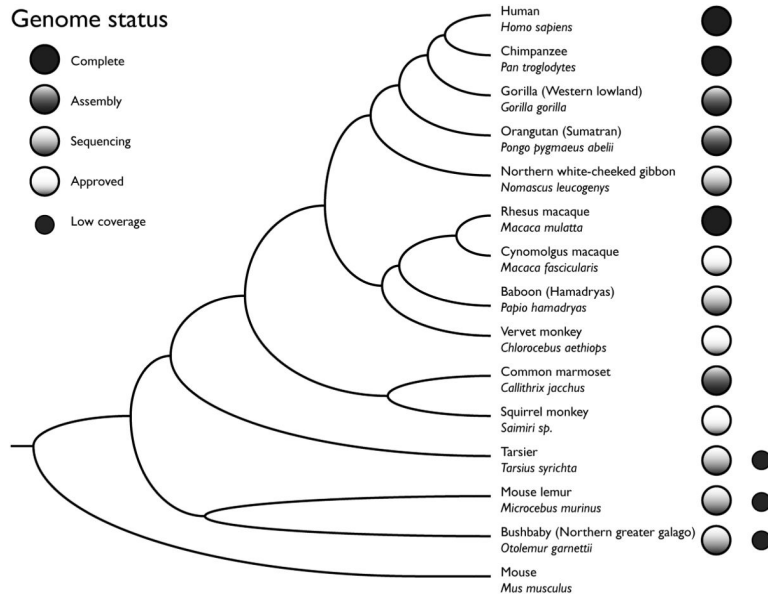 Genome status
Complete
Assembly
Sequencing
Approved
Low coverage
Human
Homo sapiens
Chimpanzee
Pan troglodytes
Gorilla (Western lowland)
Gorilla gorilla
Orangutan (Sumatran)
Pongo pygmaeus abelii
Northern white-cheeked gibbon
Nomascus leucogenys
Rhesus macaque
Macaca mulatta
Cynomolgus macaque
Macaca fascicularis
Baboon (Hamadryas)
Papio hamadryas
Vervet monkey
Chlorocebus aethiops
Common marmoset
Callithrix jacchus
Squirrel monkey
Saimiri sp.
Tarsier
Tarsius syrichta
Mouse lemur
Microcebus murinus
Bushbaby (Northern greater galago)
Otolemur garnettii
Mouse
Mus musculus